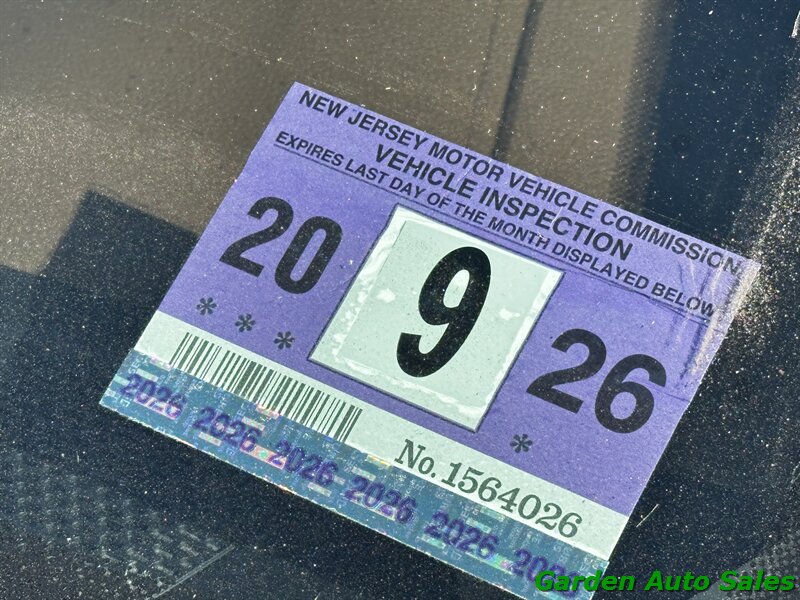 NEW JERSEY MOTOR VEHICLE COMMISSION
VEHICLE INSPECTION
EXPIRES LAST DAY OF THE MONTH DISPLAYED BELOW
20 9 26
* * *
*
No. 1564026
2026 2026 2026 2026 2026 202
Garden Auto Sales